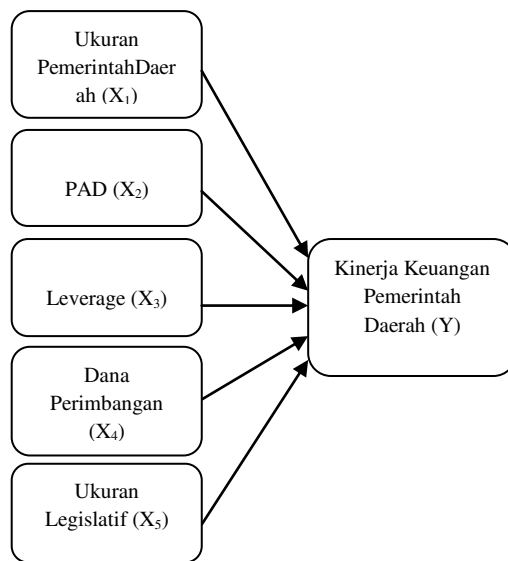 Ukuran
PemerintahDaer
ah (X₁)
PAD (X₂)
Leverage (X₃)
Dana
Perimbangan
(X₄)
Ukuran
Legislatif (X₅)
Kinerja Keuangan
Pemerintah
Daerah (Y)